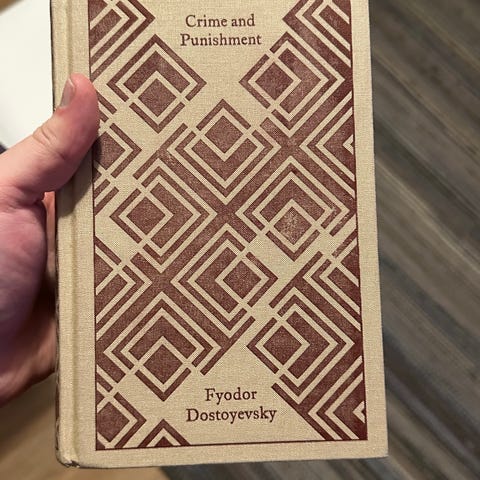 Crime and
Punishment
Fyodor
Dostoyevsky